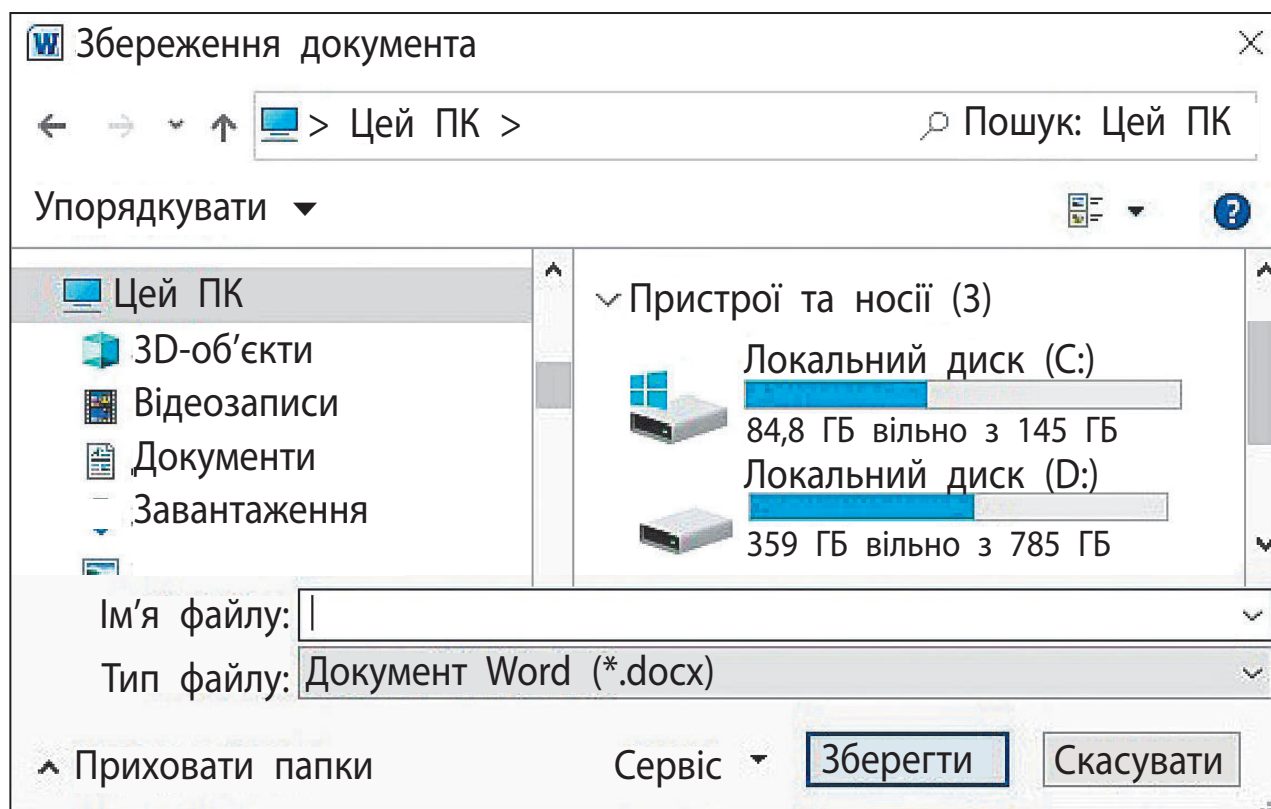 Збереження документа
> Цей ПК >
Пошук: Цей ПК
Упорядкувати
Цей ПК
3D-об’єкти
Відеозаписи
Документи
Завантаження
Пристрої та носії (3)
Локальний диск (C:)
84,8 ГБ вільно з 145 ГБ
Локальний диск (D:)
359 ГБ вільно з 785 ГБ
Ім’я файлу:
Тип файлу: Документ Word (*.docx)
Приховати папки
Сервіс
Зберегти
Скасувати